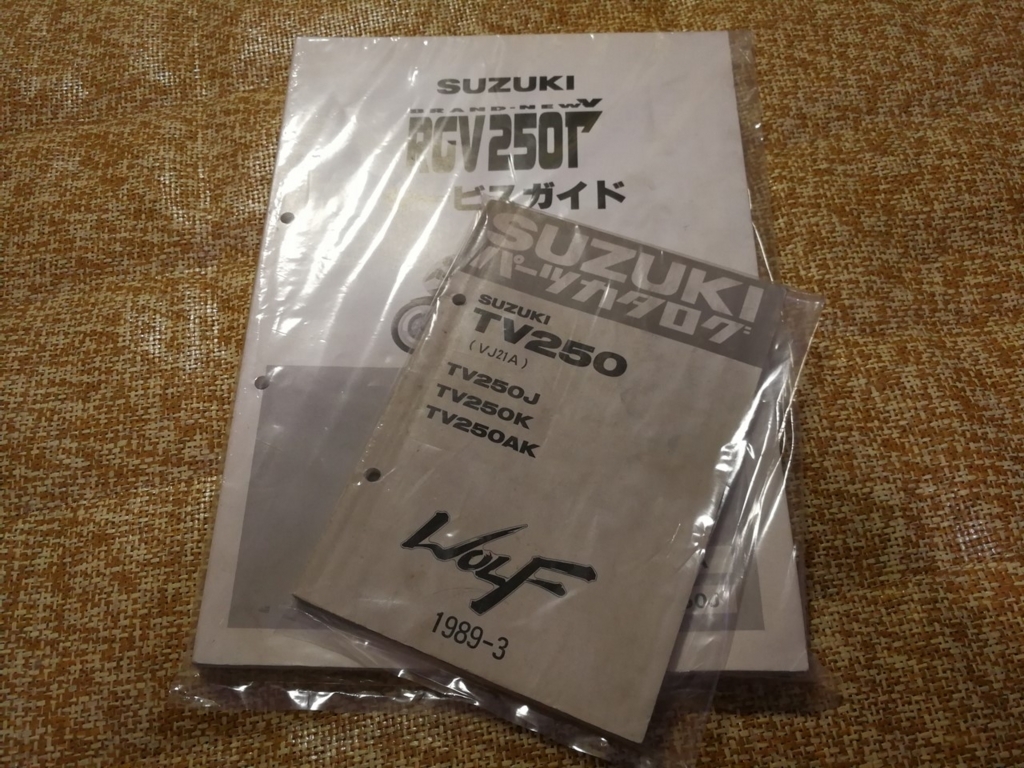 SUZUKI
BRAND-NEW V
RGV250Γ
ビスガイド
SUZUKI
パーツカタログ
SUZUKI
TV250
(VJ21A)
TV250J
TV250K
TV250AK
WOLF
1989-3